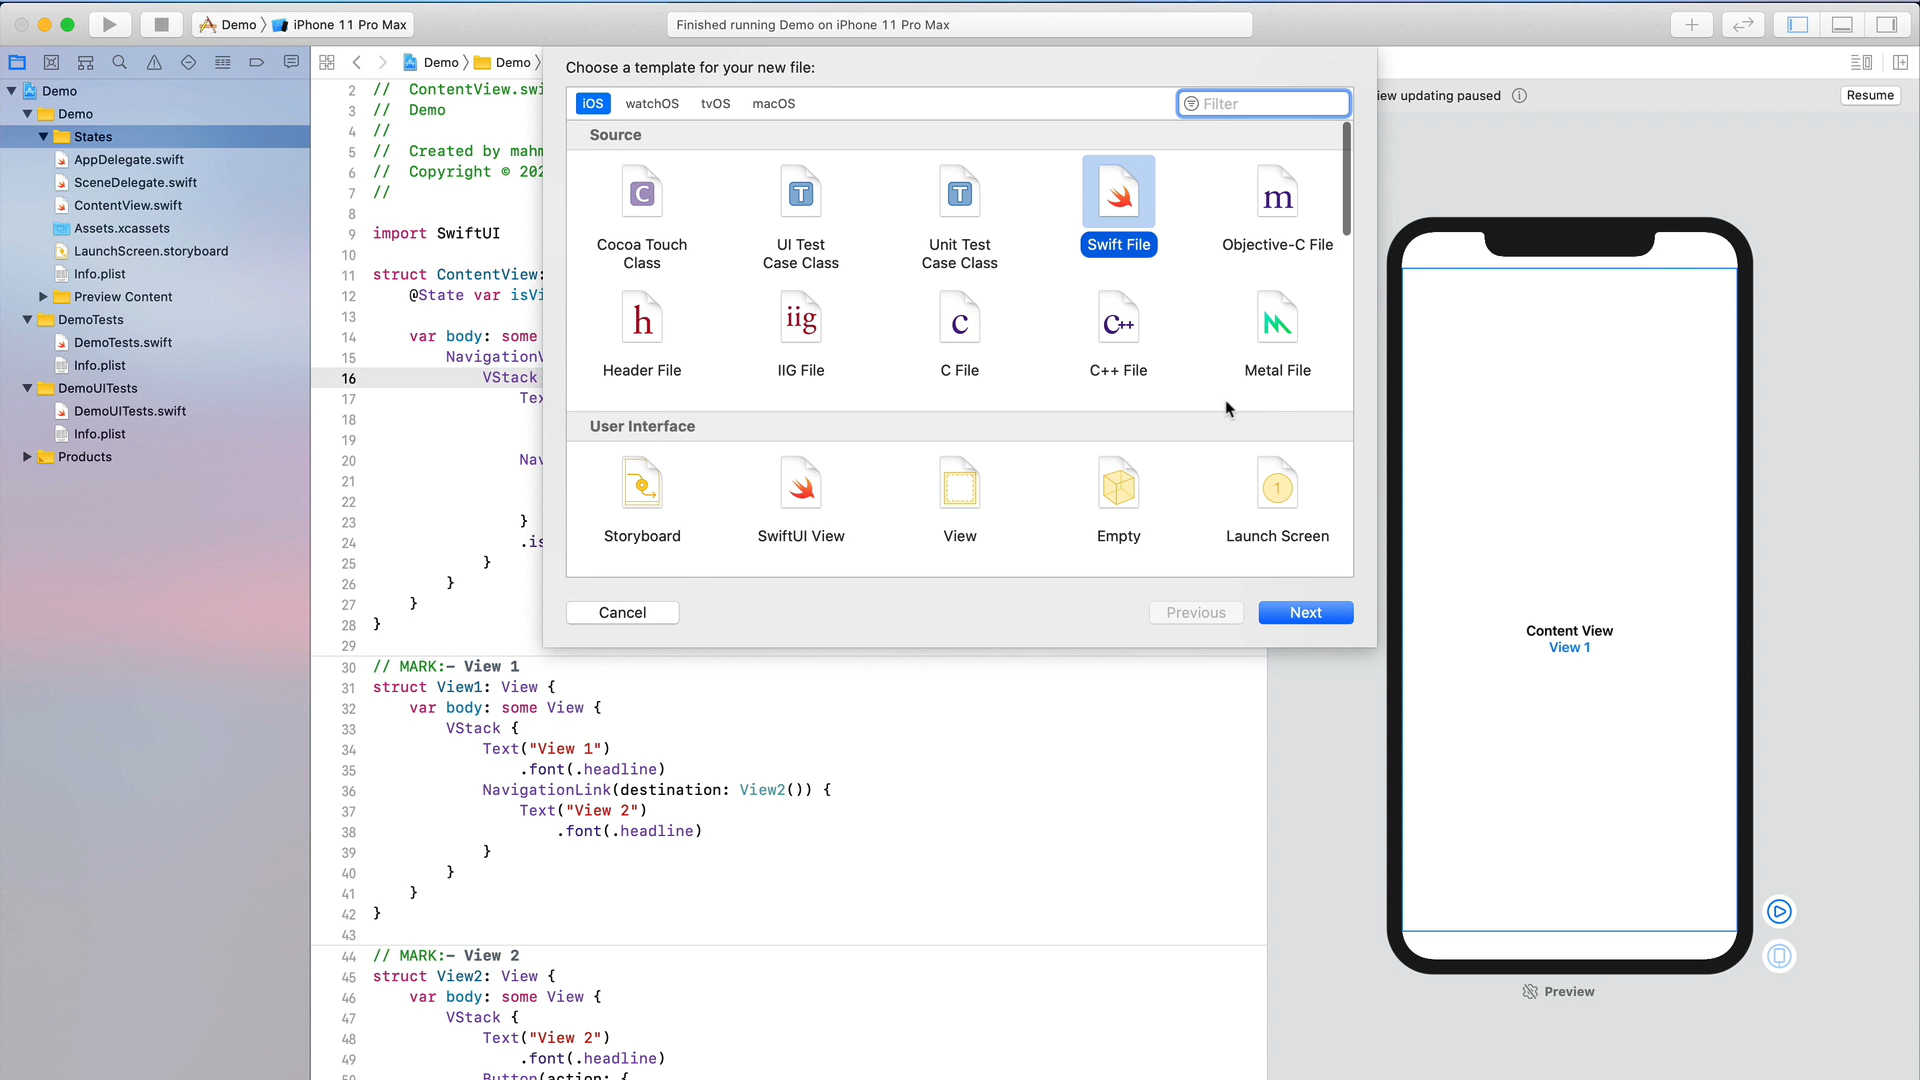 Demo 〉 iPhone 11 Pro Max
Finished running Demo on iPhone 11 Pro Max
Demo 〉 Demo 〉
Choose a template for your new file:
iOS watchOS tvOS macOS
Filter
updating paused
Resume
Demo
Demo
States
AppDelegate.swift
SceneDelegate.swift
ContentView.swift
Assets.xcassets
LaunchScreen.storyboard
Info.plist
Preview Content
DemoTests
DemoTests.swift
Info.plist
DemoUITests
DemoUITests.swift
Info.plist
Products
2 // ContentView.swi
3 // Demo
4 //
5 // Created by mahm
6 // Copyright © 202
7 //
8
9 import SwiftUI
10
11 struct ContentView:
12 @State var isVi
13
14 var body: some
15 NavigationV
16 VStack
17 Tex
18
19
20 Nav
21
22
23 }
24 .is
25 }
26 }
27 }
28 }
29
30 // MARK:- View 1
31 struct View1: View {
32 var body: some View {
33 VStack {
34 Text("View 1")
35 .font(.headline)
36 NavigationLink(destination: View2()) {
37 Text("View 2")
38 .font(.headline)
39 }
40 }
41 }
42 }
43
44 // MARK:- View 2
45 struct View2: View {
46 var body: some View {
47 VStack {
48 Text("View 2")
49 .font(.headline)
50 Button(action: {
Source
C
Cocoa Touch
Class
T
UI Test
Case Class
T
Unit Test
Case Class
Swift File
m
Objective-C File
h
Header File
iig
IIG File
c
C File
C++
C++ File
Metal File
User Interface
Storyboard
SwiftUI View
View
Empty
1
Launch Screen
Cancel
Previous
Next
Content View
View 1
Preview